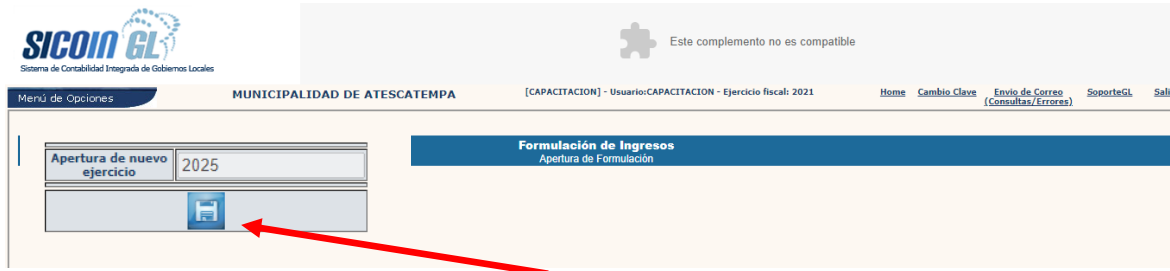 SICOIN GL
Sistema de Contabilidad Integrada de Gobiernos Locales
Este complemento no es compatible
Menú de Opciones
MUNICIPALIDAD DE ATESCATEMPA
[CAPACITACION] - Usuario:CAPACITACION - Ejercicio fiscal: 2021
Home
Cambio Clave
Envio de Correo
(Consultas/Errores)
SoporteGL
Sali
Formulación de Ingresos
Apertura de Formulación
Apertura de nuevo
ejercicio
2025